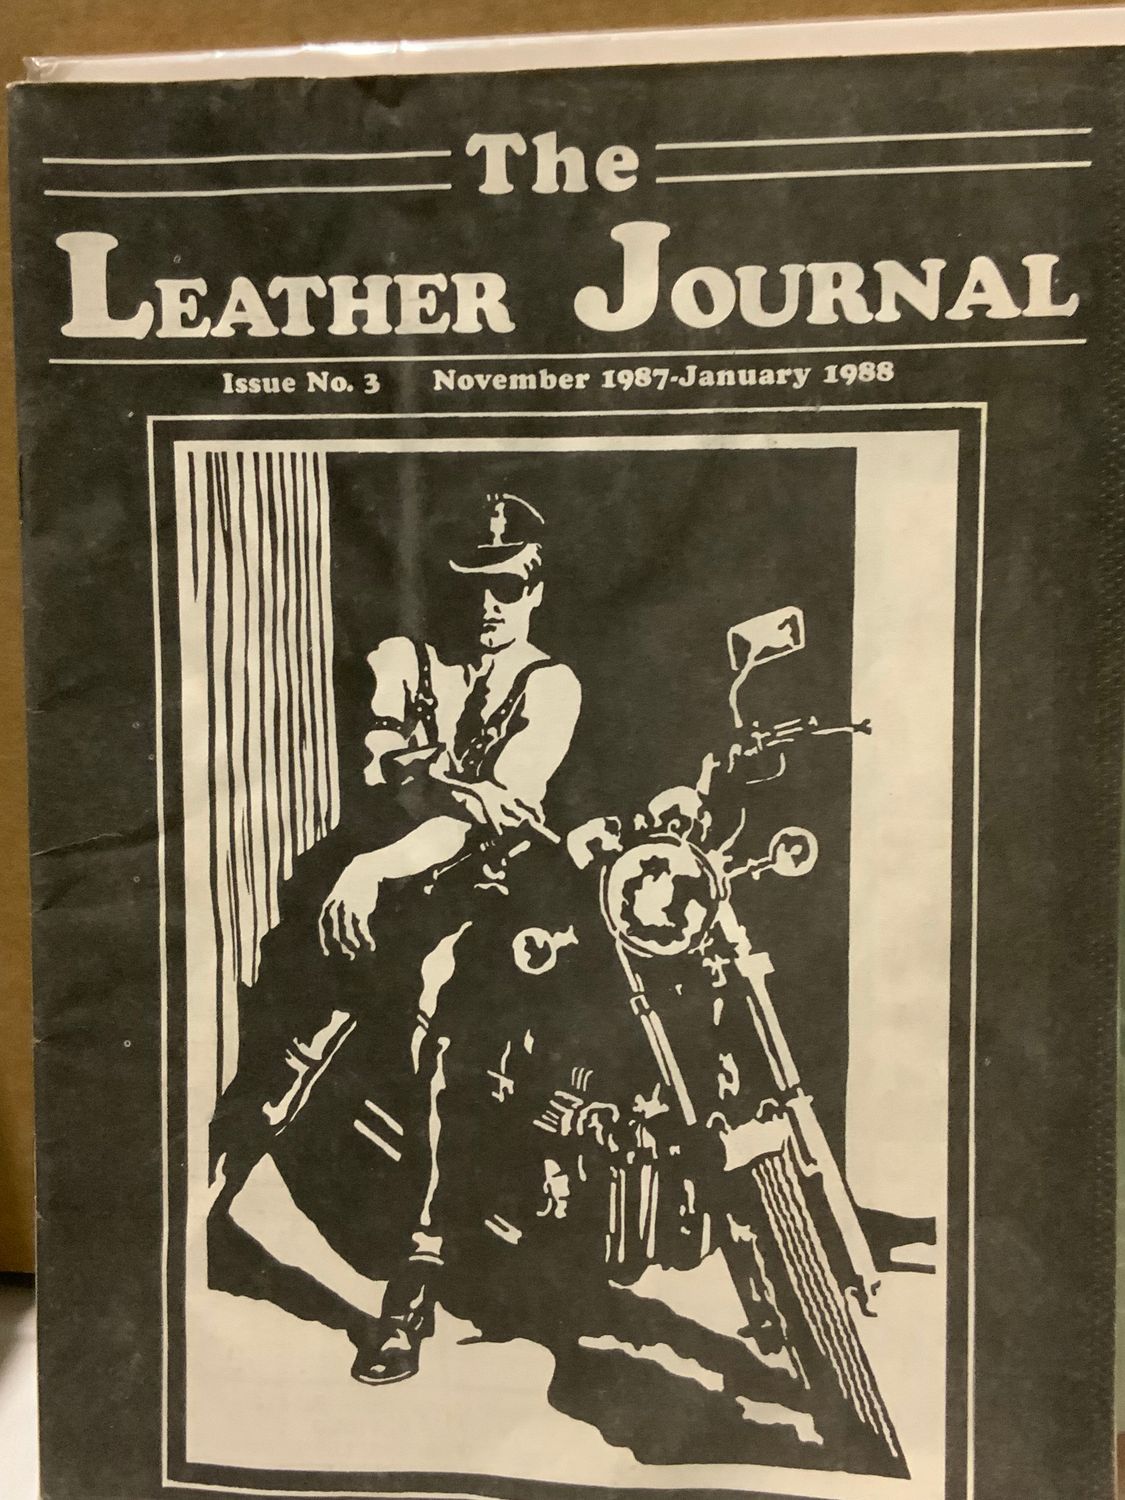 The
LEATHER JOURNAL
Issue No. 3 November 1987-January 1988